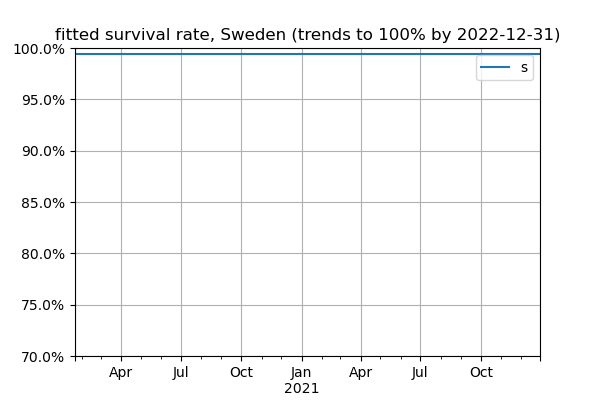 fitted survival rate, Sweden (trends to 100% by 2022-12-31)
100.0%
s
95.0%
90.0%
85.0%
80.0%
75.0%
70.0%
Apr Jul Oct Jan Apr Jul Oct
2021